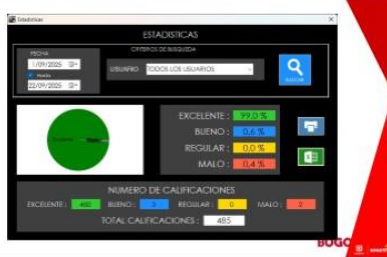 Estadisticas
ESTADISTICAS
FECHA
CRITERIOS DE BUSQUEDA
1/09/2025
USUARIO TODOS LOS USUARIOS
Hasta
22/09/2025
BUSCAR
EXCELENTE : 99,0 %
BUENO : 0,6 %
REGULAR : 0,0 %
MALO : 0,4 %
NUMERO DE CALIFICACIONES
EXCELENTE : 480 BUENO : 3 REGULAR : 0 MALO : 2
TOTAL CALIFICACIONES : 485